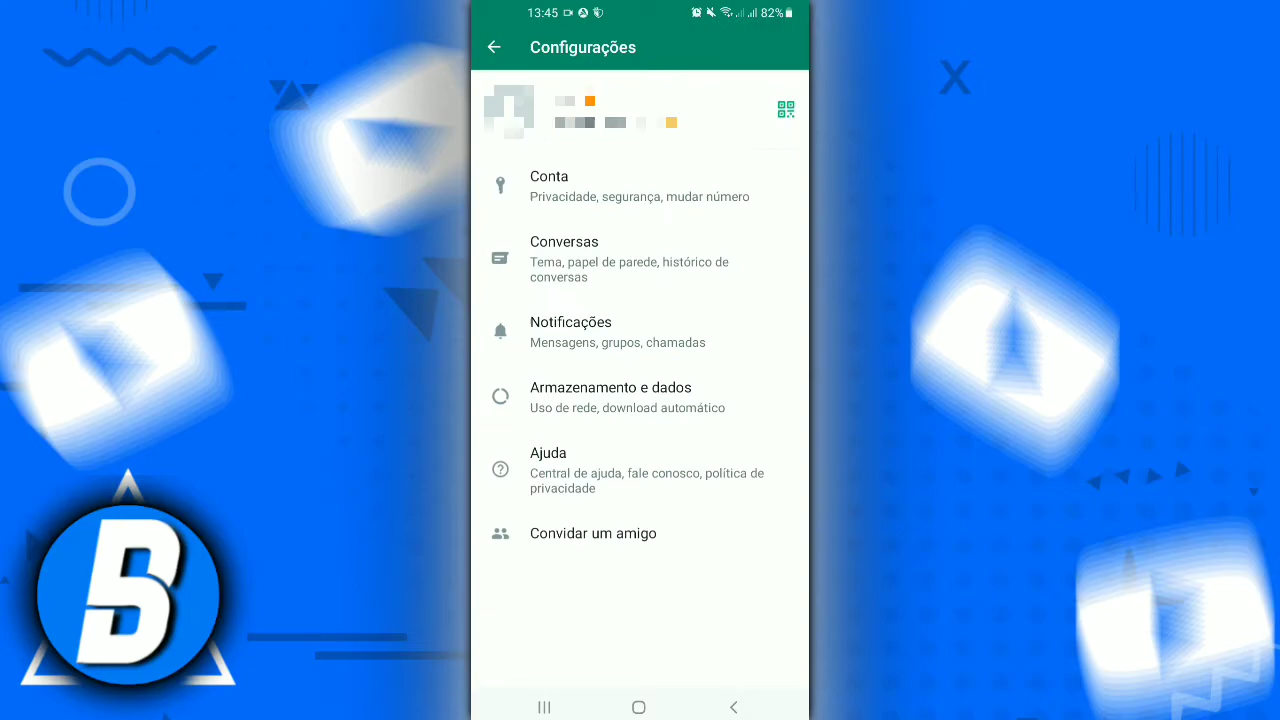 13:45
82%
Configurações
Conta
Privacidade, segurança, mudar número
Conversas
Tema, papel de parede, histórico de
conversas
Notificações
Mensagens, grupos, chamadas
Armazenamento e dados
Uso de rede, download automático
Ajuda
Central de ajuda, fale conosco, política de
privacidade
Convidar um amigo